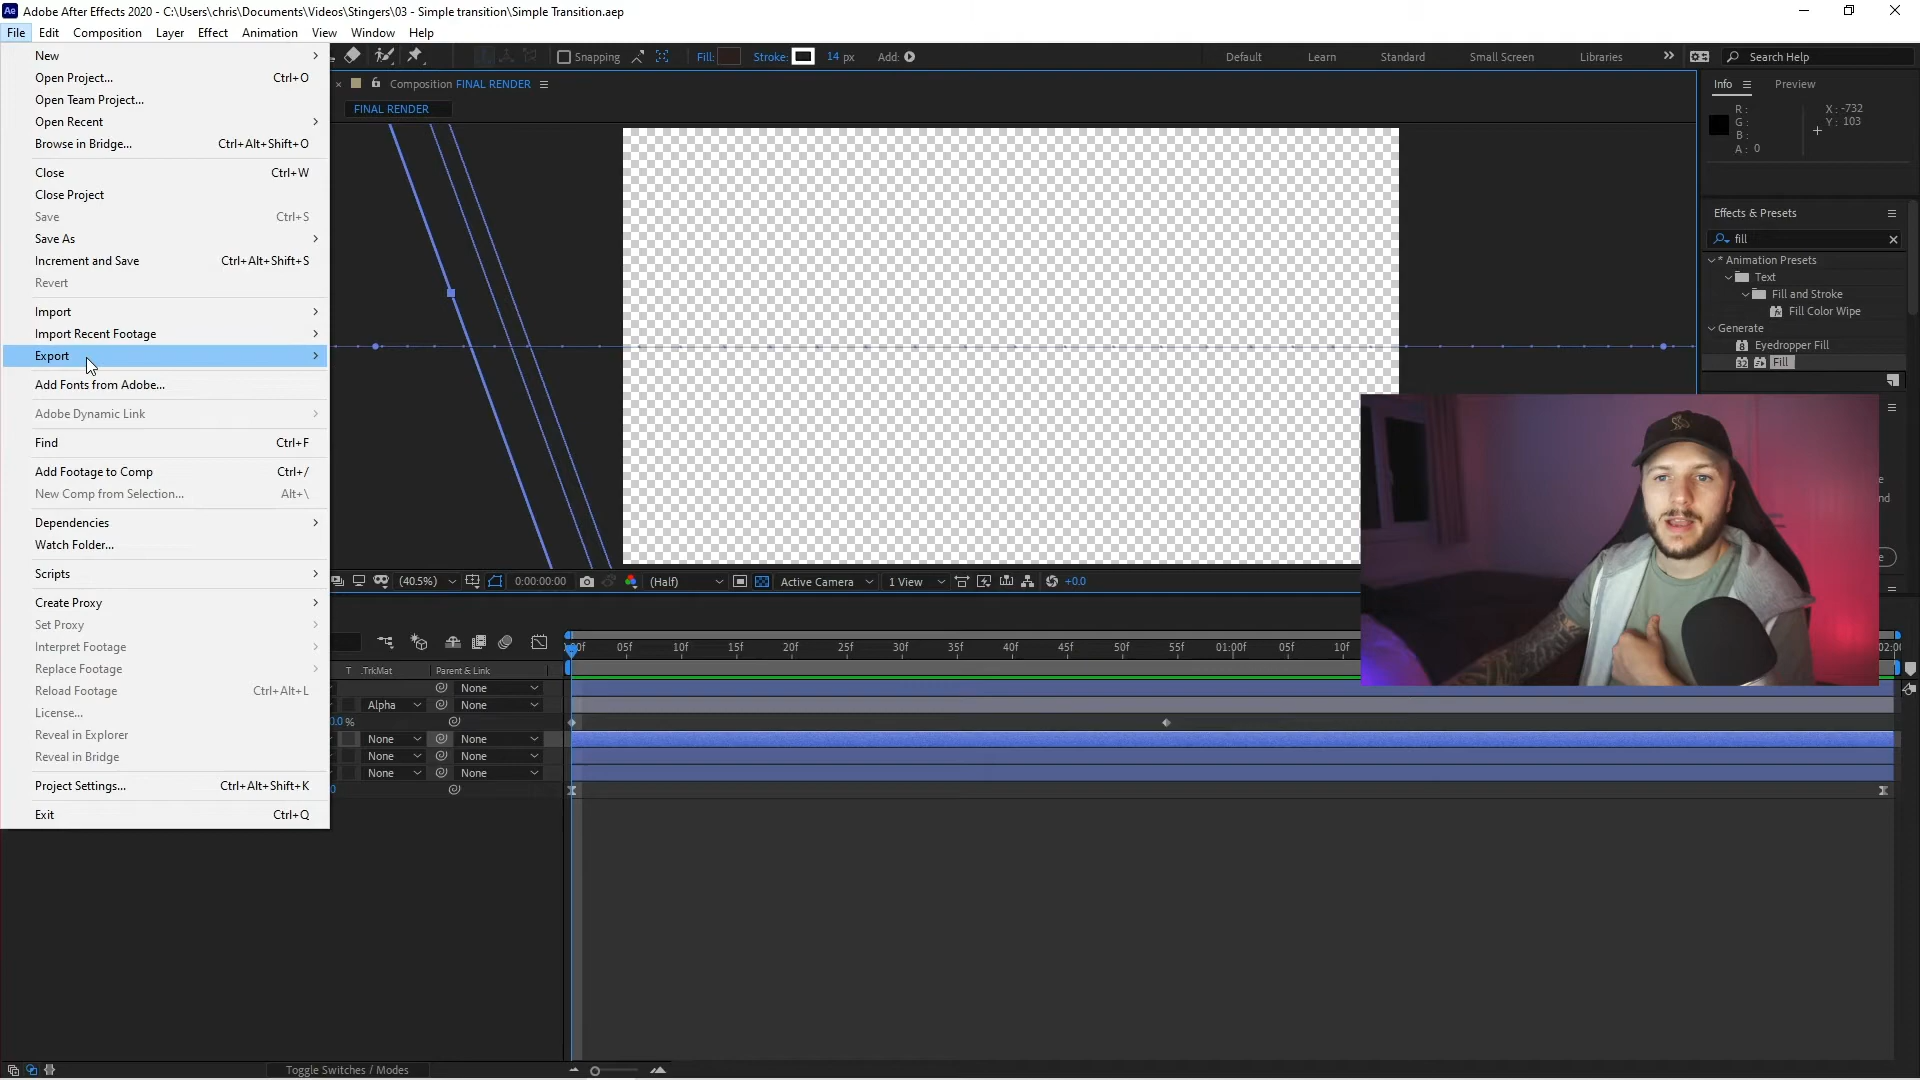 Ae Adobe After Effects 2020 - C:\Users\chris\Documents\Videos\Stingers\03 - Simple transition\Simple Transition.aep
File Edit Composition Layer Effect Animation View Window Help
Snapping Fill: Stroke: 14 px Add: Default Learn Standard Small Screen Libraries Search Help
New
Open Project... Ctrl+O
Open Team Project...
Open Recent
Browse in Bridge... Ctrl+Alt+Shift+O
Close Ctrl+W
Close Project
Save Ctrl+S
Save As
Increment and Save Ctrl+Alt+Shift+S
Revert
Import
Import Recent Footage
Export
Add Fonts from Adobe...
Adobe Dynamic Link
Find Ctrl+F
Add Footage to Comp Ctrl+/
New Comp from Selection... Alt+\
Dependencies
Watch Folder...
Scripts
Create Proxy
Set Proxy
Interpret Footage
Replace Footage
Reload Footage Ctrl+Alt+L
License...
Reveal in Explorer
Reveal in Bridge
Project Settings... Ctrl+Alt+Shift+K
Exit Ctrl+Q
Composition FINAL RENDER
FINAL RENDER
Info Preview
R: X: -732
G: Y: 103
B:
A: 0
Effects & Presets
fill
* Animation Presets
Text
Fill and Stroke
Fill Color Wipe
Generate
Eyedropper Fill
32 Fill
(40.5%) 0:00:00:00 (Half) Active Camera 1 View +0.0
05f 10f 15f 20f 25f 30f 35f 40f 45f 50f 55f 01:00f 05f 10f
T .TrkMat Parent & Link
None
Alpha None
0.0 %
None None
None None
None None
Toggle Switches / Modes